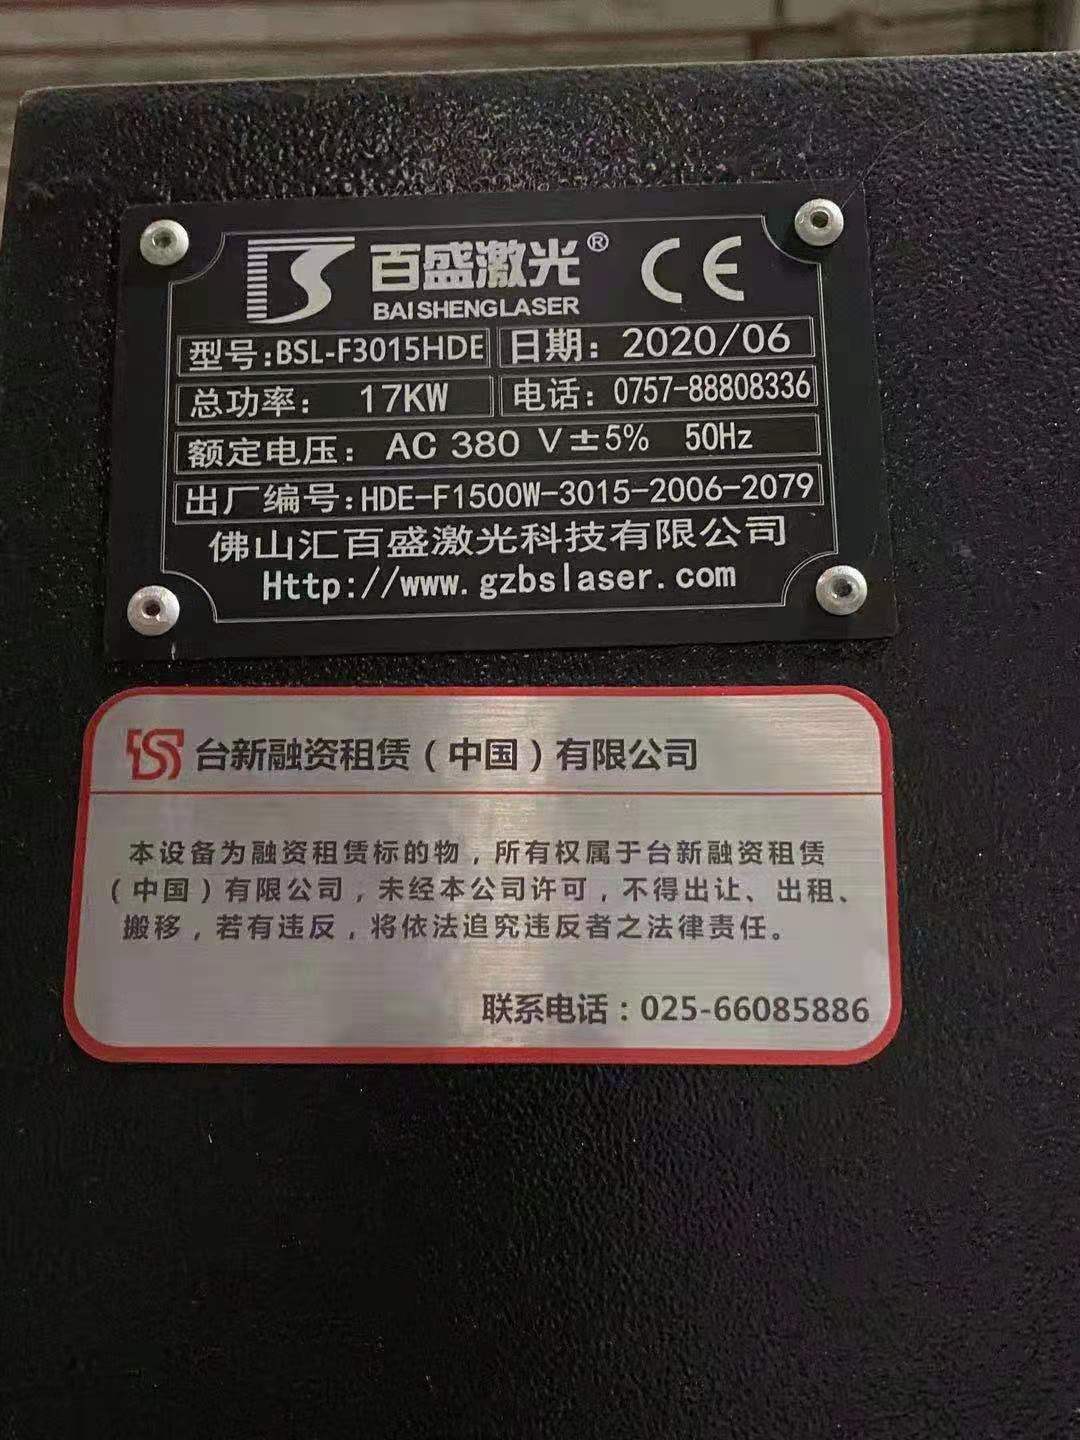 百盛激光® CE
BAISHENGLASER
型号:BSL-F3015HDE 日期: 2020/06
总功率: 17KW 电话: 0757-88808336
额定电压: AC 380 V±5% 50Hz
出厂编号:HDE-F1500W-3015-2006-2079
佛山汇百盛激光科技有限公司
Http://www.gzbslaser.com
台新融资租赁(中国)有限公司
本设备为融资租赁标的物,所有权属于台新融资租赁
(中国)有限公司,未经本公司许可,不得出让、出租、
搬移,若有违反,将依法追究违反者之法律责任。
联系电话:025-66085886